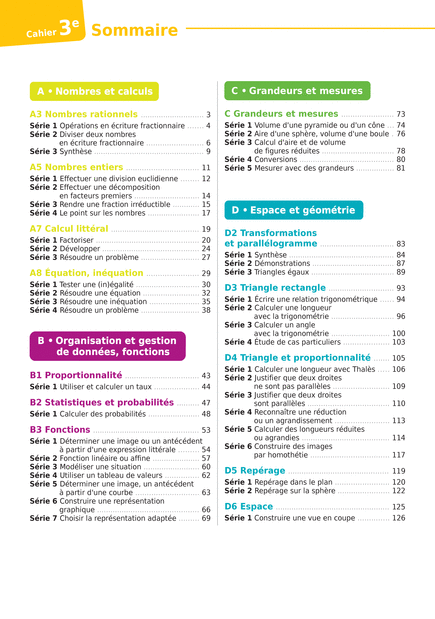 Cahier 3e Sommaire
A • Nombres et calculs
A3 Nombres rationnels ........ 3
Série 1 Opérations en écriture fractionnaire ........ 4
Série 2 Diviser deux nombres
en écriture fractionnaire ........ 6
Série 3 Synthèse ........ 9
A5 Nombres entiers ........ 11
Série 1 Effectuer une division euclidienne ........ 12
Série 2 Effectuer une décomposition
en facteurs premiers ........ 14
Série 3 Rendre une fraction irréductible ........ 15
Série 4 Le point sur les nombres ........ 17
A7 Calcul littéral ........ 19
Série 1 Factoriser ........ 20
Série 2 Développer ........ 24
Série 3 Résoudre un problème ........ 27
A8 Équation, inéquation ........ 29
Série 1 Tester une (in)égalité ........ 30
Série 2 Résoudre une équation ........ 32
Série 3 Résoudre une inéquation ........ 35
Série 4 Résoudre un problème ........ 38
B • Organisation et gestion
de données, fonctions
B1 Proportionnalité ........ 43
Série 1 Utiliser et calculer un taux ........ 44
B2 Statistiques et probabilités ........ 47
Série 1 Calculer des probabilités ........ 48
B3 Fonctions ........ 53
Série 1 Déterminer une image ou un antécédent
à partir d'une expression littérale ........ 54
Série 2 Fonction linéaire ou affine ........ 57
Série 3 Modéliser une situation ........ 60
Série 4 Utiliser un tableau de valeurs ........ 62
Série 5 Déterminer une image, un antécédent
à partir d'une courbe ........ 63
Série 6 Construire une représentation
graphique ........ 66
Série 7 Choisir la représentation adaptée ........ 69
C • Grandeurs et mesures
C Grandeurs et mesures ........ 73
Série 1 Volume d'une pyramide ou d'un cône ... 74
Série 2 Aire d'une sphère, volume d'une boule . 76
Série 3 Calcul d'aire et de volume
de figures réduites ........ 78
Série 4 Conversions ........ 80
Série 5 Mesurer avec des grandeurs ........ 81
D • Espace et géométrie
D2 Transformations
et parallélogramme ........ 83
Série 1 Synthèse ........ 84
Série 2 Démonstrations ........ 87
Série 3 Triangles égaux ........ 89
D3 Triangle rectangle ........ 93
Série 1 Écrire une relation trigonométrique ...... 94
Série 2 Calculer une longueur
avec la trigonométrie ........ 96
Série 3 Calculer un angle
avec la trigonométrie ........ 100
Série 4 Étude de cas particuliers ........ 103
D4 Triangle et proportionnalité ...... 105
Série 1 Calculer une longueur avec Thalès ..... 106
Série 2 Justifier que deux droites
ne sont pas parallèles ........ 109
Série 3 Justifier que deux droites
sont parallèles ........ 110
Série 4 Reconnaître une réduction
ou un agrandissement ........ 113
Série 5 Calculer des longueurs réduites
ou agrandies ........ 114
Série 6 Construire des images
par homothétie ........ 117
D5 Repérage ........ 119
Série 1 Repérage dans le plan ........ 120
Série 2 Repérage sur la sphère ........ 122
D6 Espace ........ 125
Série 1 Construire une vue en coupe ........ 126